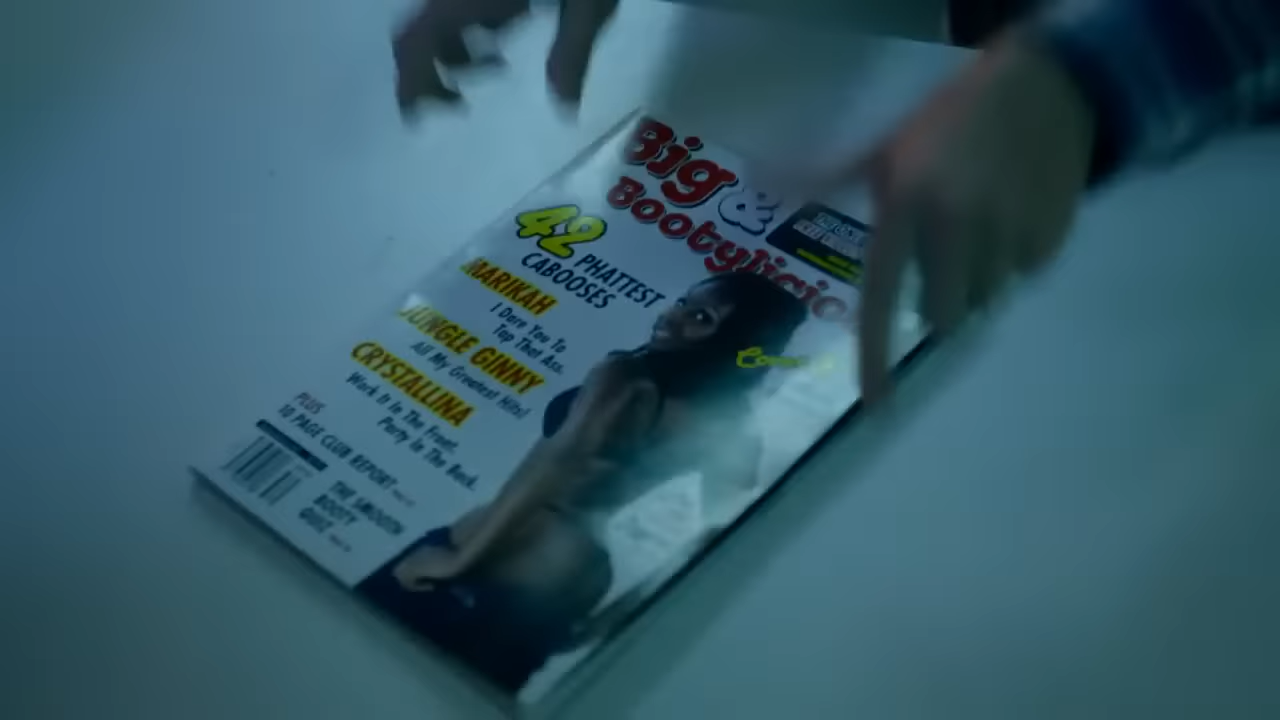 Big &
Bootylicio
42
PHATTEST
CABOOSES
MARIKAH
I Dare You To
Tap That Ass.
JUNGLE GINNY
All My Greatest Hits!
CRYSTALLINA
Work It In The Front,
Party In The Back.
PLUS
10 PAGE CLUB REPORT
THE SMOOTH
BOOTY
QUIZ